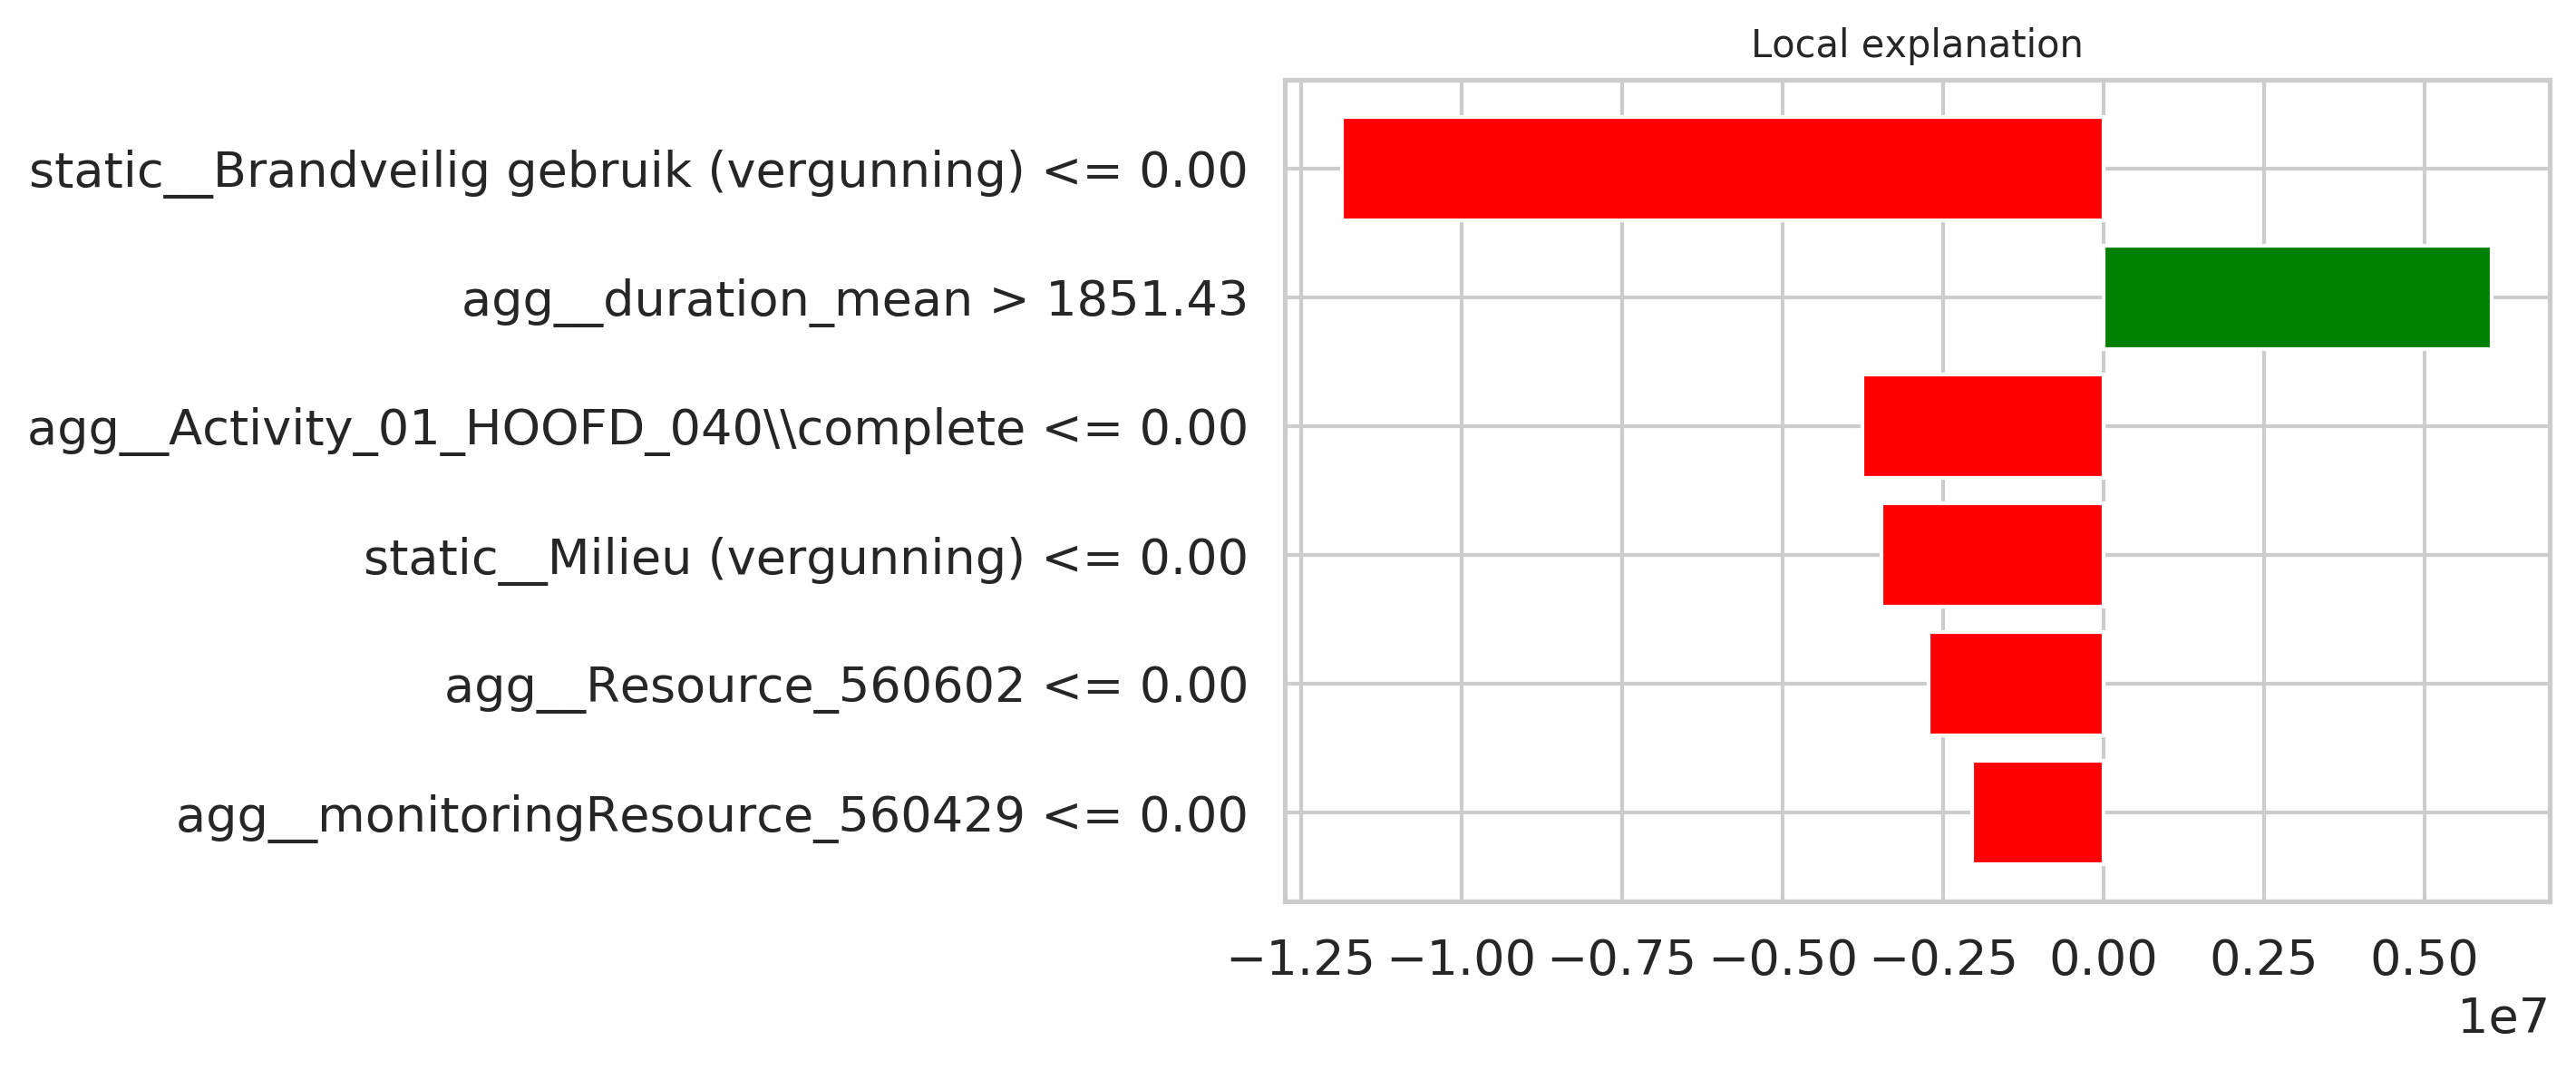 Local explanation
static__Brandveilig gebruik (vergunning) <= 0.00
agg__duration_mean > 1851.43
agg__Activity_01_HOOFD_040\\complete <= 0.00
static__Milieu (vergunning) <= 0.00
agg__Resource_560602 <= 0.00
agg__monitoringResource_560429 <= 0.00
−1.25 −1.00 −0.75 −0.50 −0.25 0.00 0.25 0.50
1e7